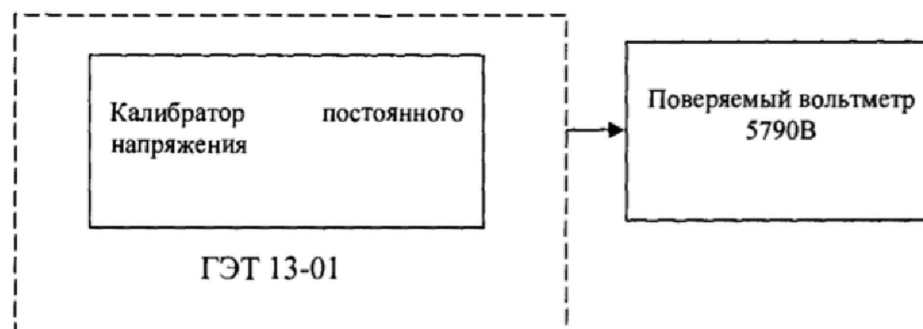 Калибратор постоянного
напряжения
ГЭТ 13-01
Поверяемый вольтметр
5790В